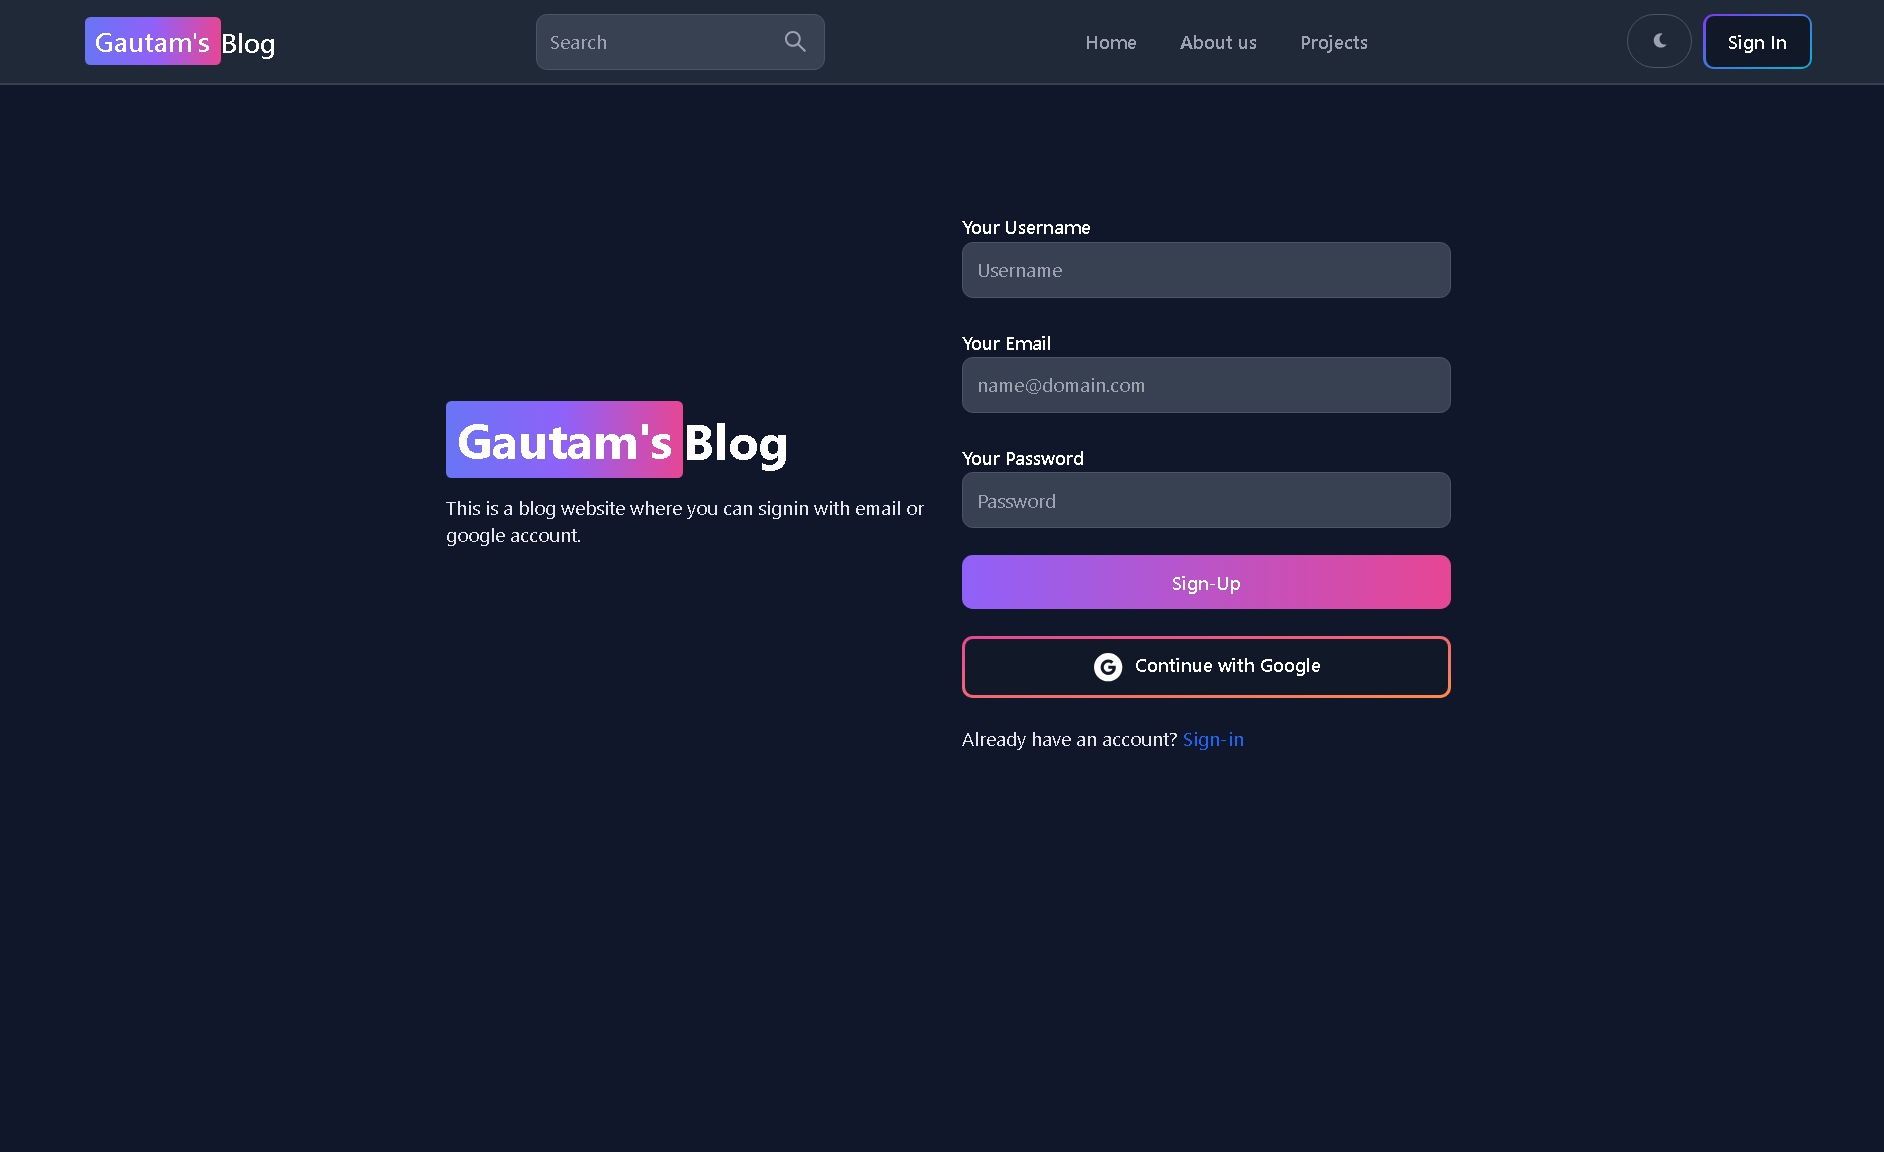 Gautam's Blog
Search
Home
About us
Projects
Sign In
Gautam's Blog
This is a blog website where you can signin with email or
google account.
Your Username
Username
Your Email
name@domain.com
Your Password
Password
Sign-Up
Continue with Google
Already have an account? Sign-in